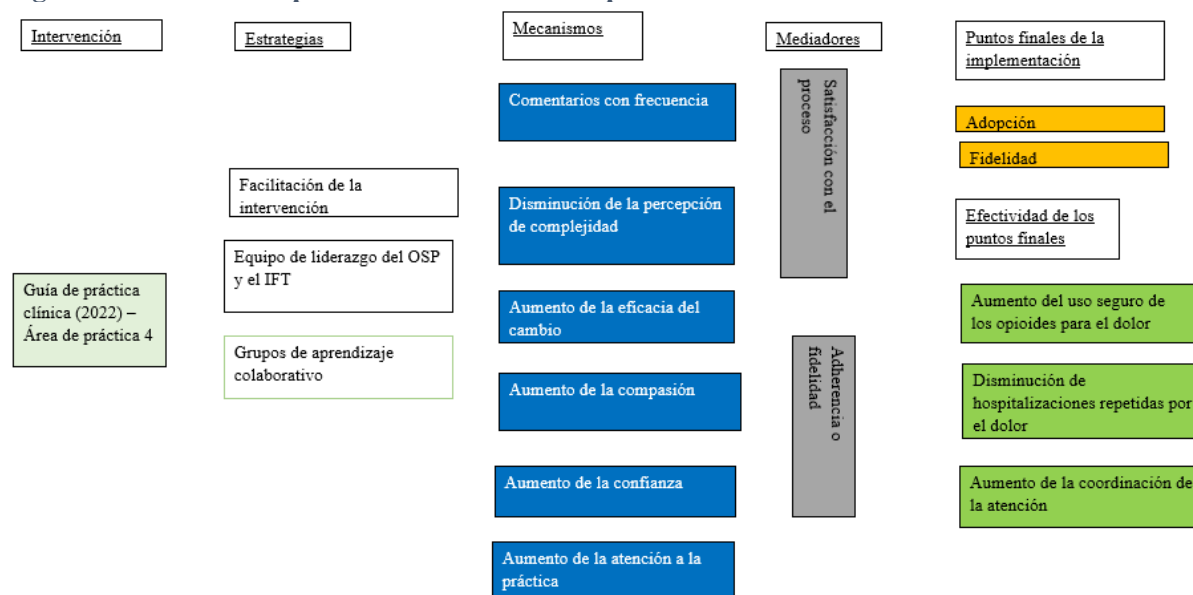 Intervención
Estrategias
Mecanismos
Mediadores
Puntos finales de la
implementación
Guía de práctica
clínica (2022) –
Área de práctica 4
Facilitación de la
intervención
Equipo de liderazgo del OSP
y el IFT
Grupos de aprendizaje
colaborativo
Comentarios con frecuencia
Disminución de la percepción
de complejidad
Aumento de la eficacia del
cambio
Aumento de la compasión
Aumento de la confianza
Aumento de la atención a la
práctica
Satisfacción con el
proceso
Adherencia o
fidelidad
Adopción
Fidelidad
Efectividad de los
puntos finales
Aumento del uso seguro de
los opioides para el dolor
Disminución de
hospitalizaciones repetidas por
el dolor
Aumento de la coordinación de
la atención